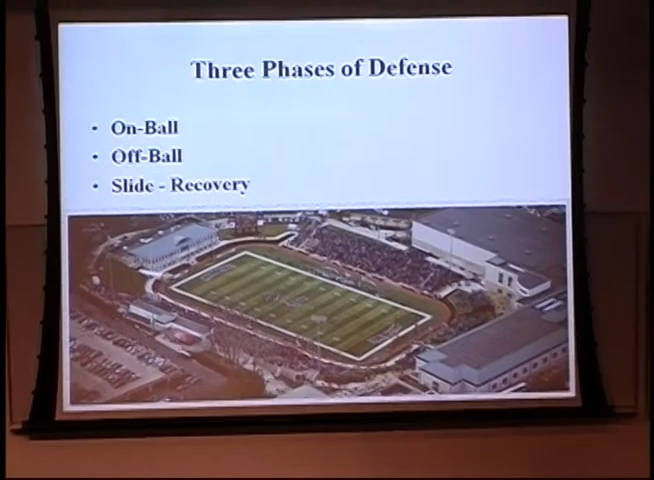 Three Phases of Defense
• On-Ball
• Off-Ball
• Slide - Recovery